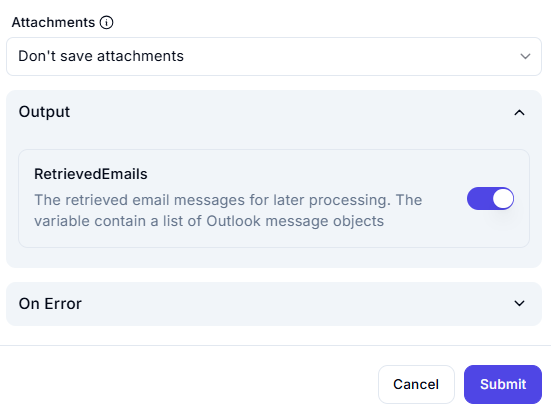 Attachments
Don't save attachments
Output
RetrievedEmails
The retrieved email messages for later processing. The
variable contain a list of Outlook message objects
On Error
Cancel Submit